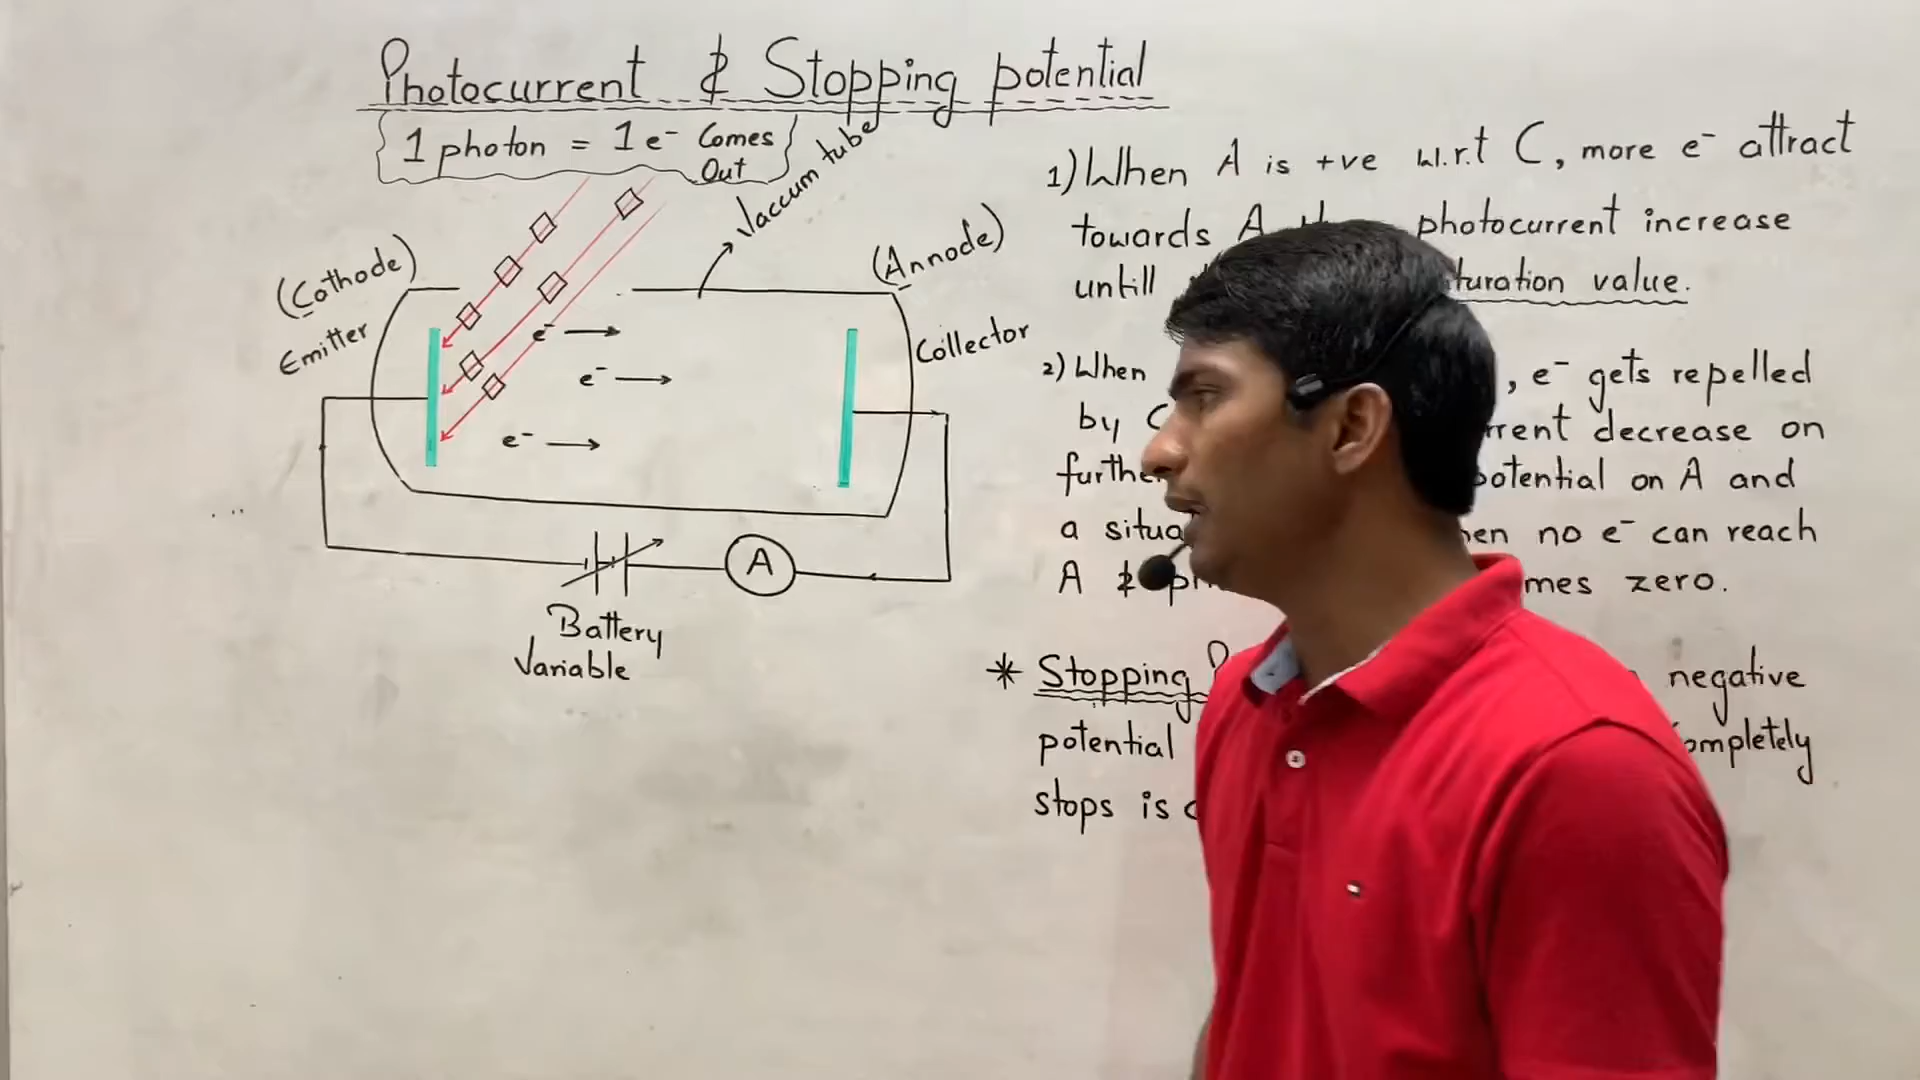 Photocurrent & Stopping potential
1 photon = 1 e⁻ Comes
Out
Vaccum tube
(Cathode)
Emitter
(Annode)
Collector
e⁻
e⁻
e⁻
A
Battery
Variable
1) When A is +ve w.r.t C, more e⁻ attract
towards A photocurrent increase
untill turation value.
2) When , e⁻ gets repelled
by C rrent decrease on
further potential on A and
a situa hen no e⁻ can reach
A & mes zero.
* Stopping negative
potential ompletely
stops is